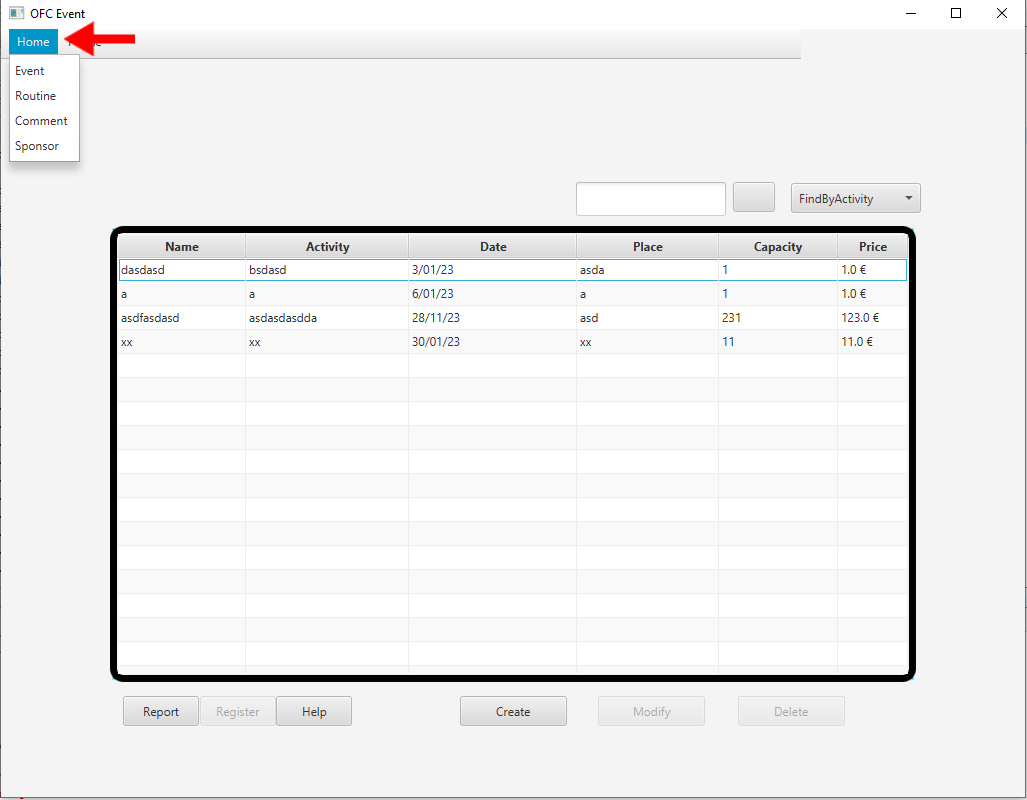 OFC Event
Home
Event
Routine
Comment
Sponsor
FindByActivity
Name Activity Date Place Capacity Price
dasdasd bsdasd 3/01/23 asda 1 1.0 €
a a 6/01/23 a 1 1.0 €
asdfasdasd asdasdasdda 28/11/23 asd 231 123.0 €
xx xx 30/01/23 xx 11 11.0 €
Report Register Help Create Modify Delete